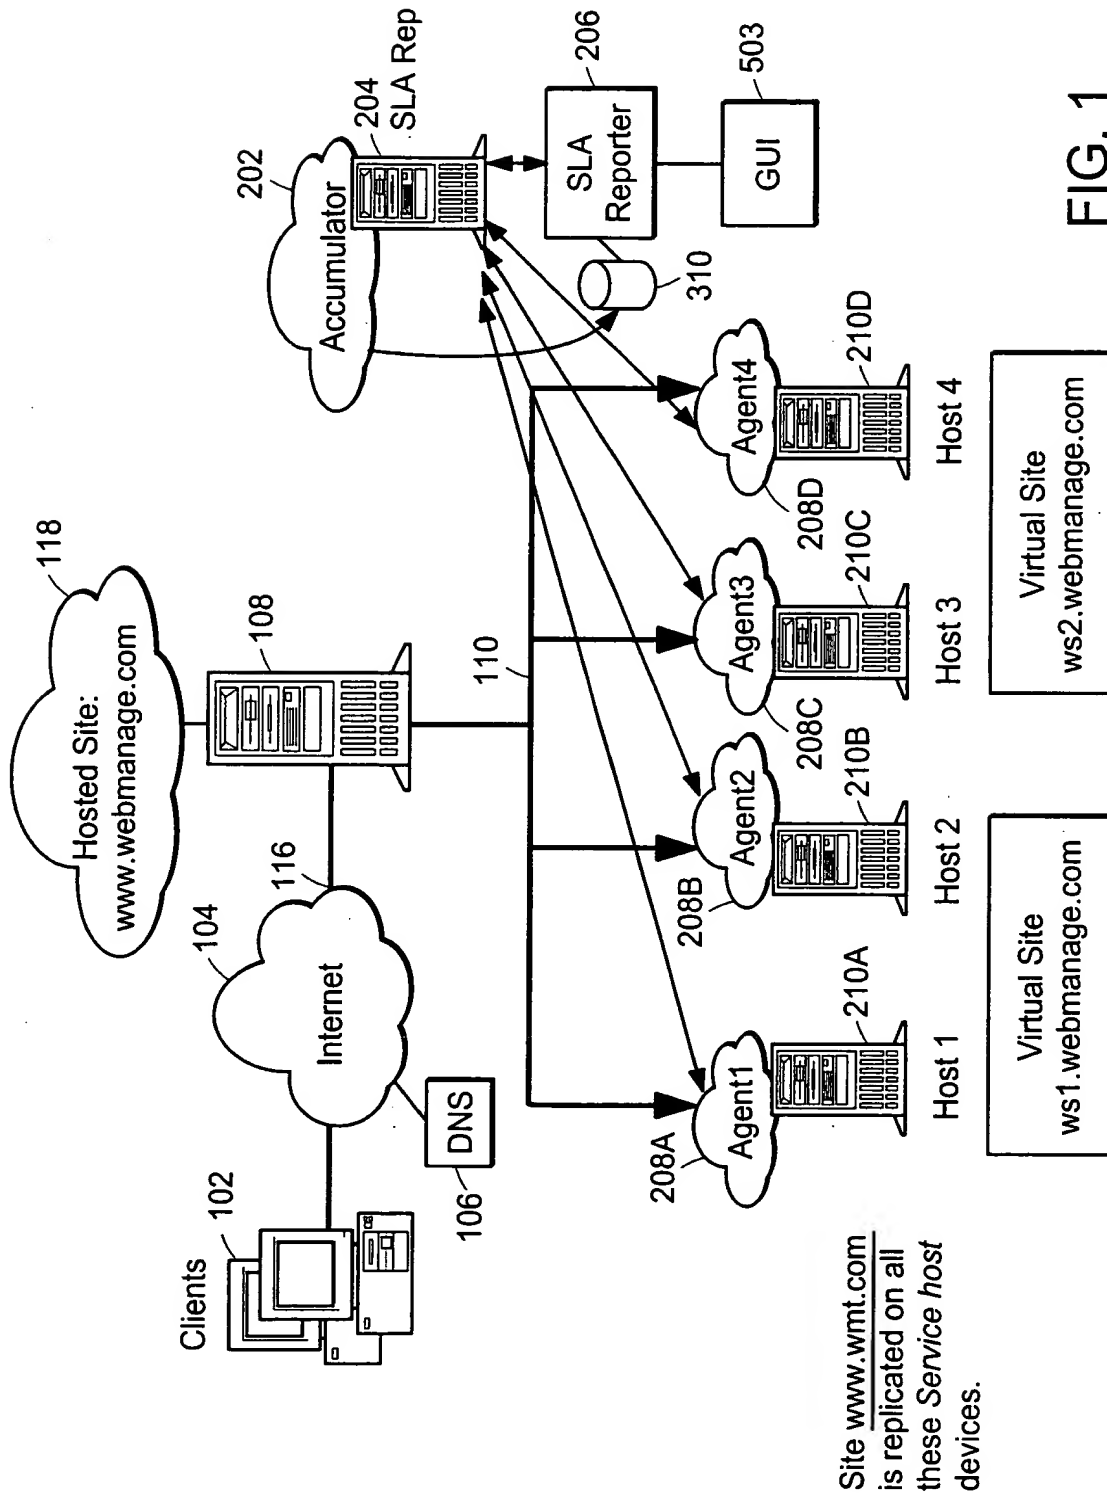 118
Hosted Site:
www.webmanage.com
108
Clients
102
104
Internet
116
DNS
106
110
202
Accumulator
204
SLA Rep
206
SLA
Reporter
503
GUI
310
208A
Agent1
210A
Host 1
208B
Agent2
210B
Host 2
208C
Agent3
210C
Host 3
208D
Agent4
210D
Host 4
Site www.wmt.com
is replicated on all
these Service host
devices.
Virtual Site
ws1.webmanage.com
Virtual Site
ws2.webmanage.com
FIG. 1